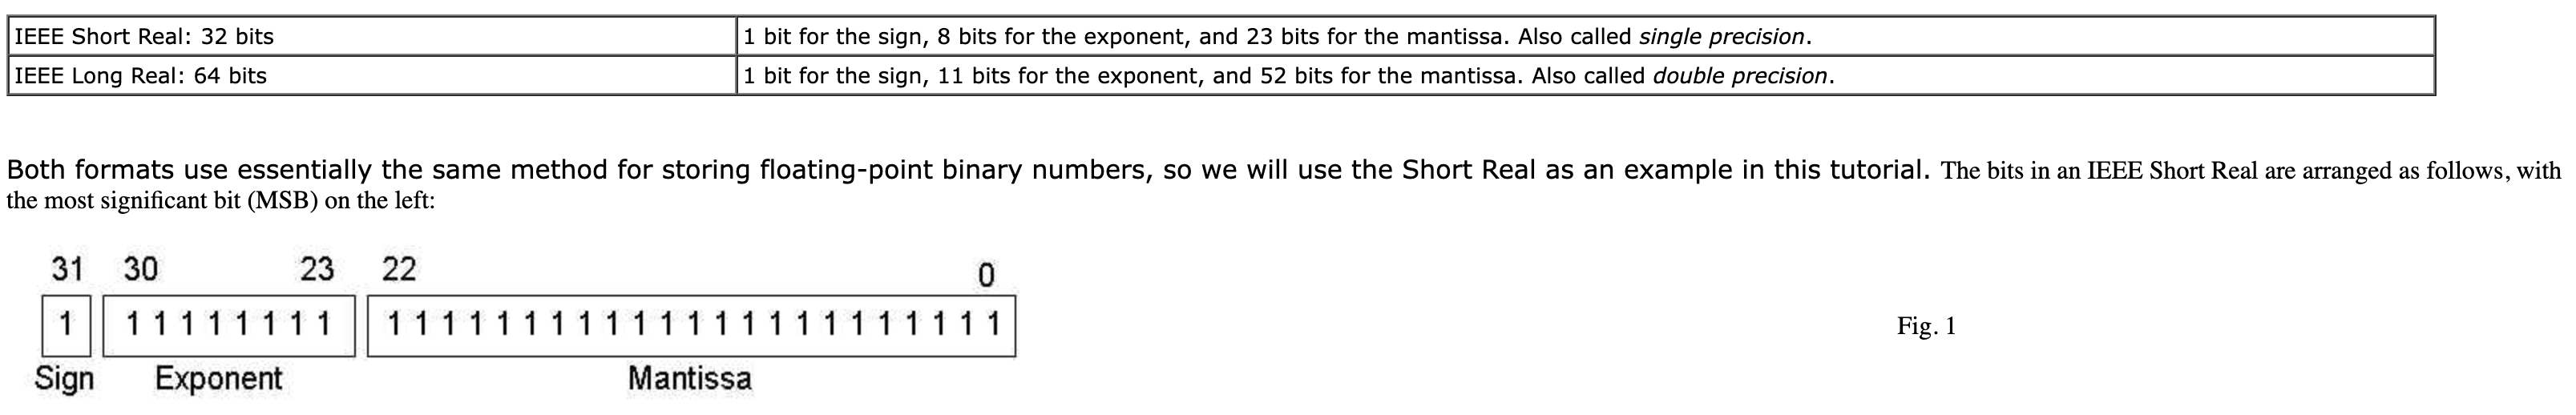 IEEE Short Real: 32 bits 1 bit for the sign, 8 bits for the exponent, and 23 bits for the mantissa. Also called single precision.
IEEE Long Real: 64 bits 1 bit for the sign, 11 bits for the exponent, and 52 bits for the mantissa. Also called double precision.
Both formats use essentially the same method for storing floating-point binary numbers, so we will use the Short Real as an example in this tutorial. The bits in an IEEE Short Real are arranged as follows, with
the most significant bit (MSB) on the left:
31 30 23 22 0
1 1 1 1 1 1 1 1 1 1 1 1 1 1 1 1 1 1 1 1 1 1 1 1 1 1 1 1 1 1 1 1
Fig. 1
Sign Exponent Mantissa